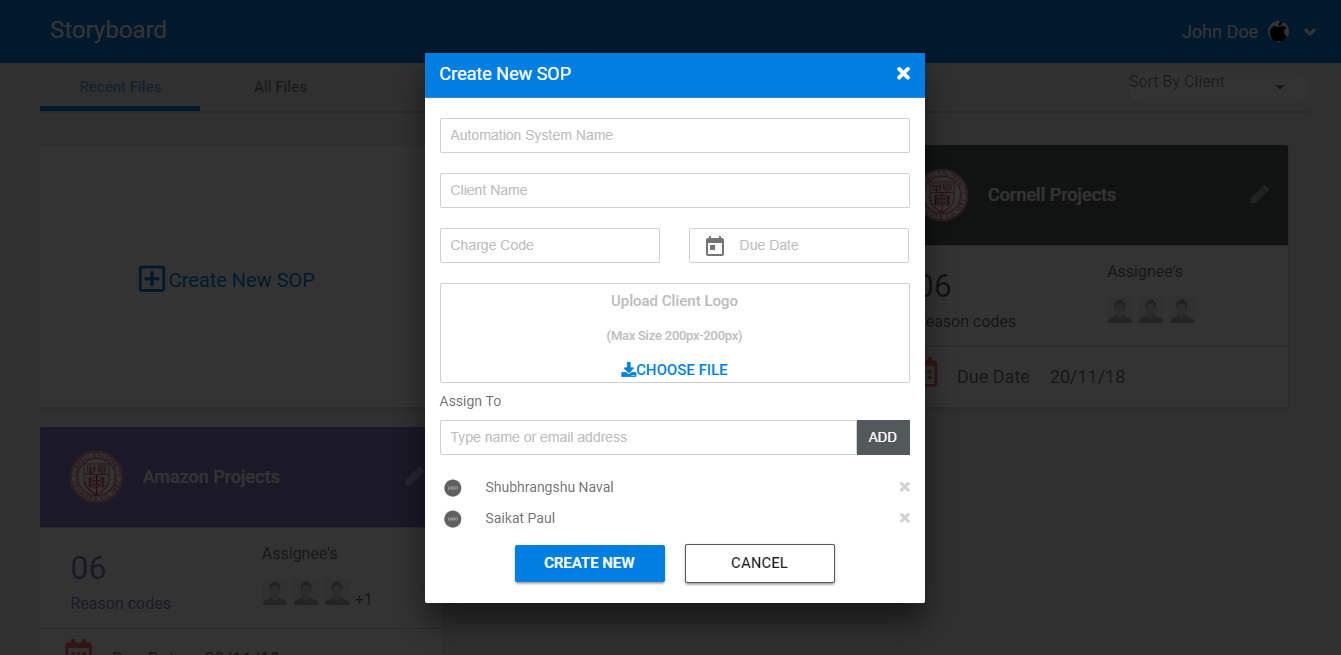 Storyboard
John Doe
Recent Files
All Files
Sort By Client
Create New SOP
Create New SOP
Automation System Name
Client Name
Charge Code
Due Date
Upload Client Logo
(Max Size 200px-200px)
CHOOSE FILE
Assign To
Type name or email address
ADD
Shubhrangshu Naval
Saikat Paul
CREATE NEW
CANCEL
Cornell Projects
06
Assignee's
eason codes
Due Date 20/11/18
Amazon Projects
06
Assignee's
Reason codes
+1